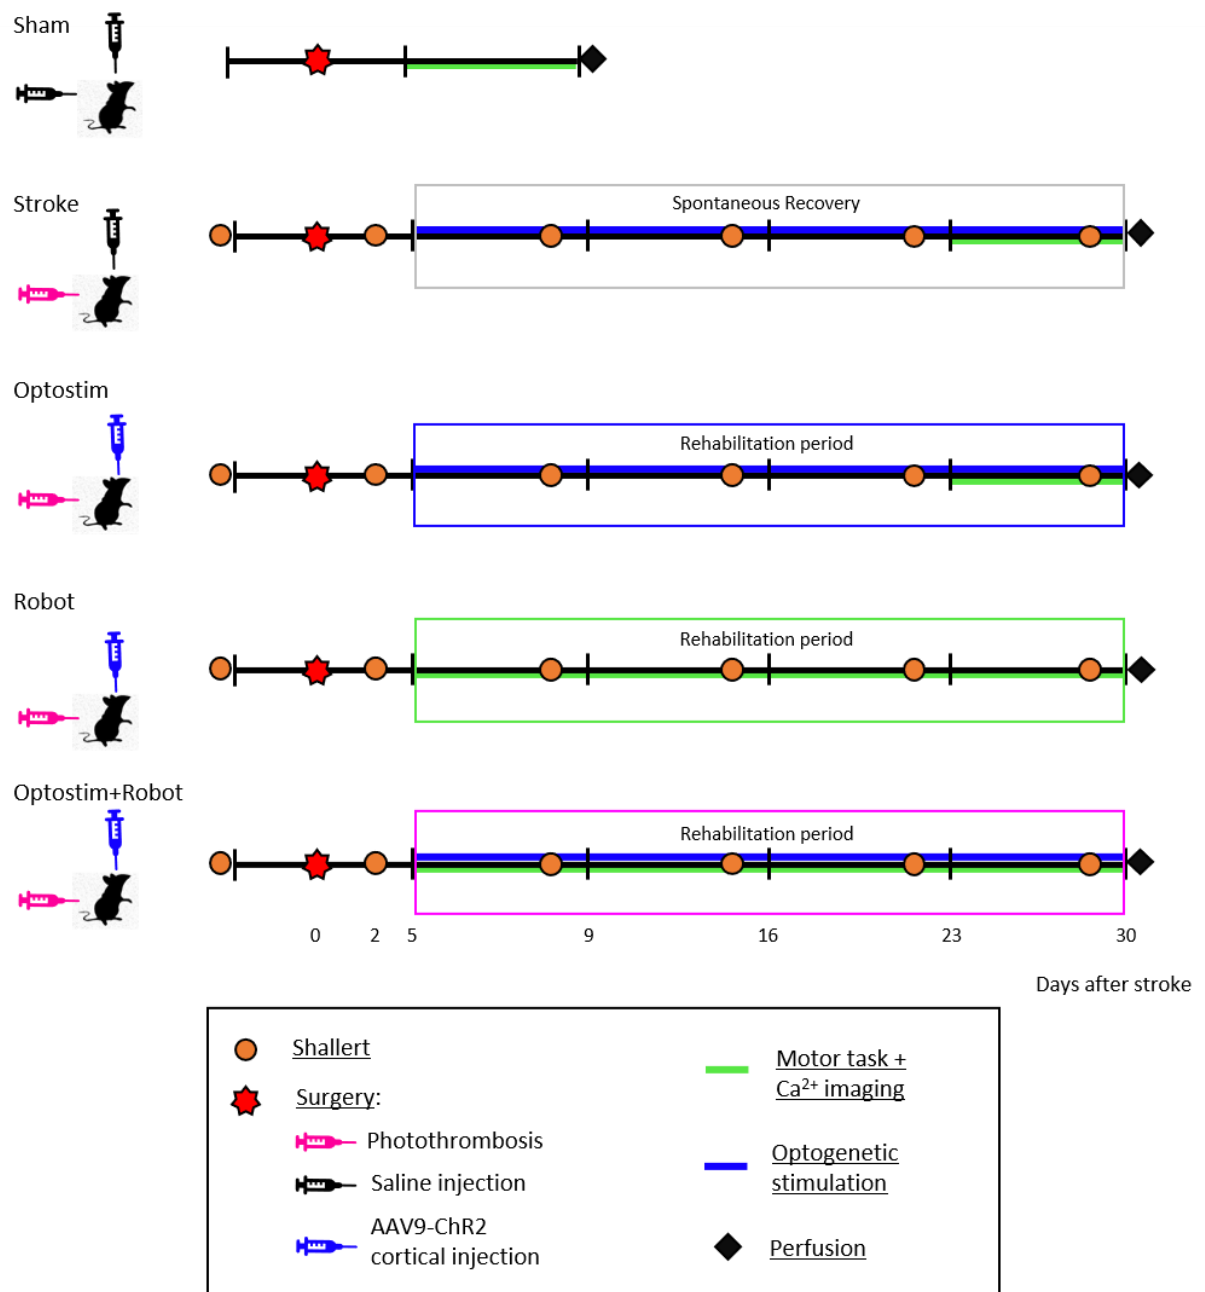 Sham
Stroke
Spontaneous Recovery
Optostim
Rehabilitation period
Robot
Rehabilitation period
Optostim+Robot
Rehabilitation period
0 2 5 9 16 23 30
Days after stroke
Shallert
Surgery:
Photothrombosis
Saline injection
AAV9-ChR2
cortical injection
Motor task +
Ca²⁺ imaging
Optogenetic
stimulation
Perfusion